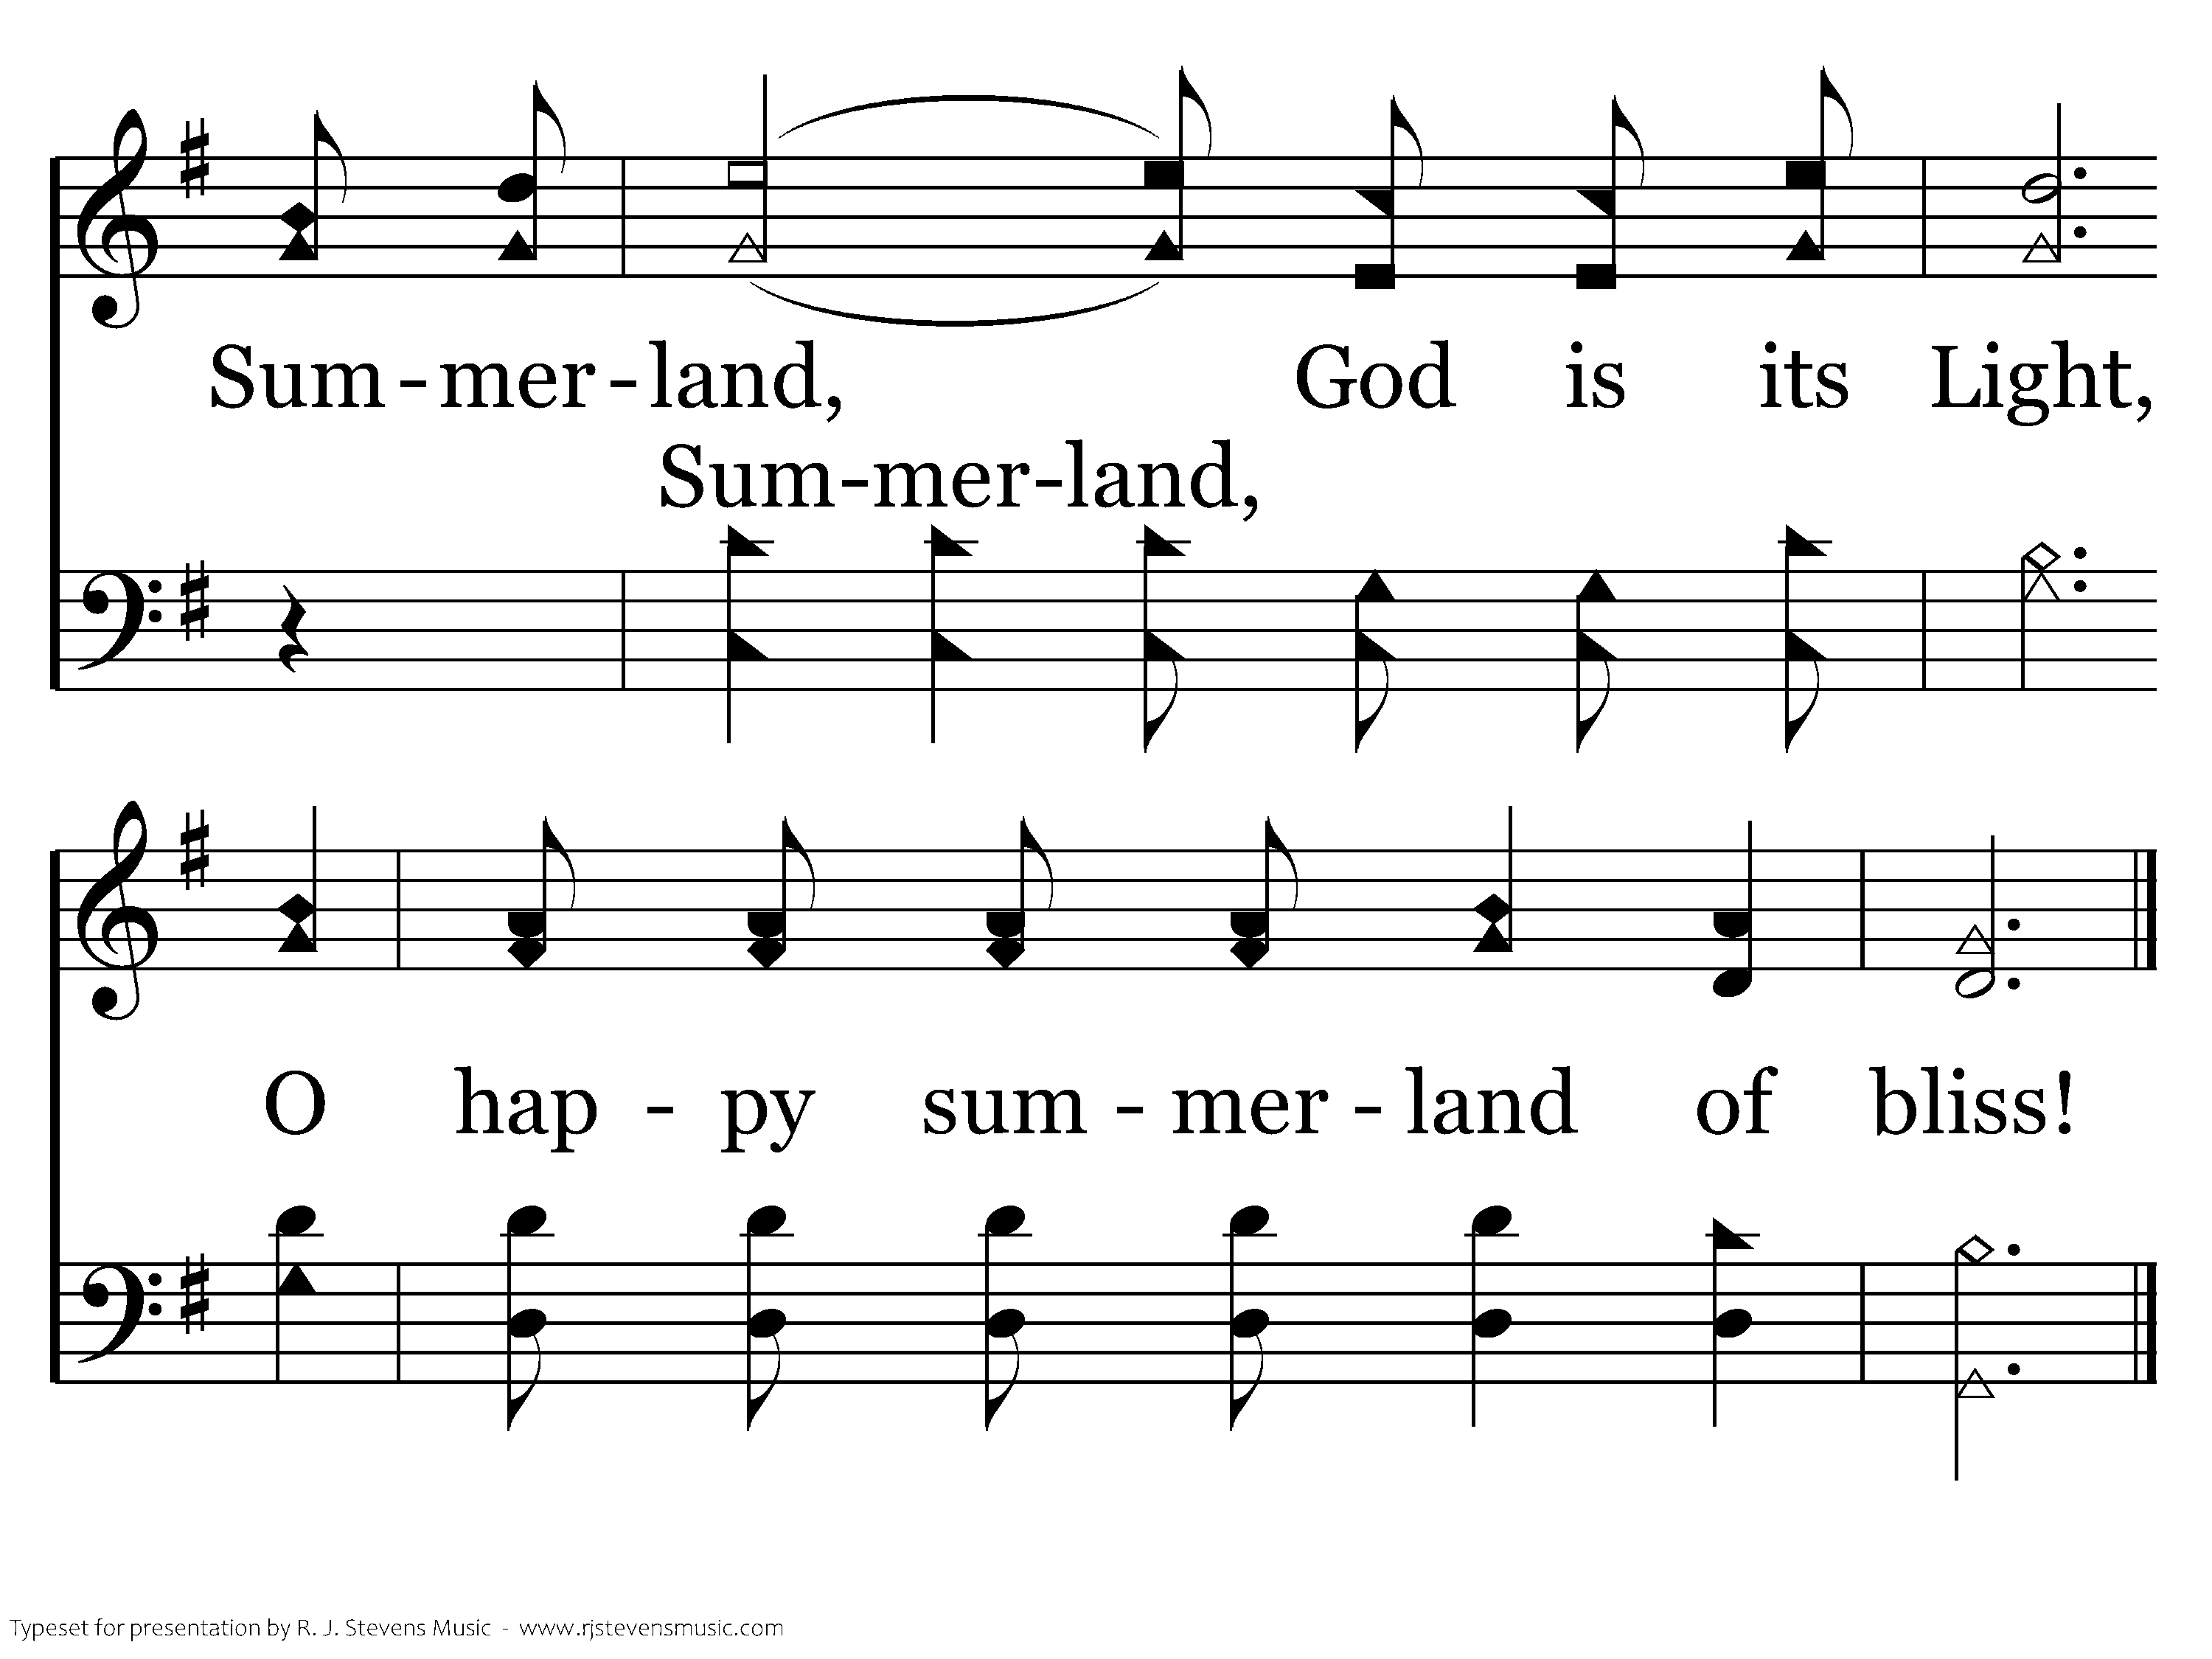 Sum - mer - land, God is its Light,
Sum-mer-land,
O hap - py sum - mer - land of bliss!
Typeset for presentation by R. J. Stevens Music - www.rjstevensmusic.com